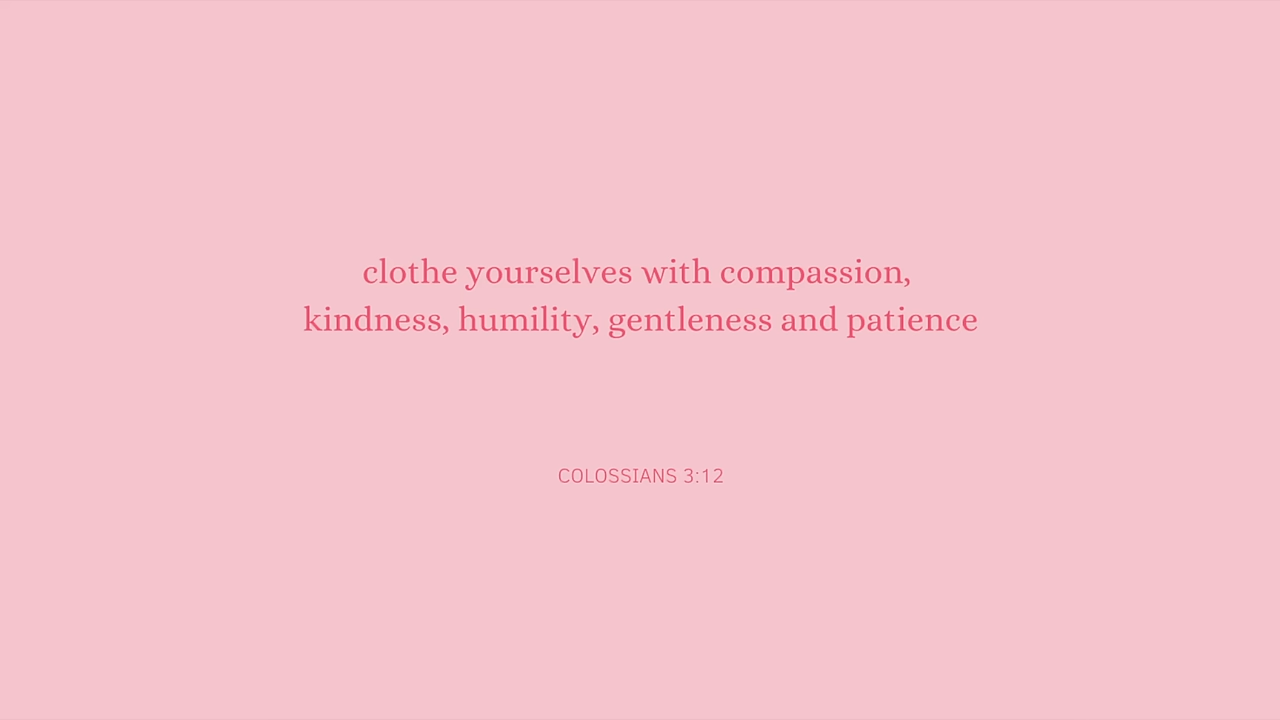 clothe yourselves with compassion,
kindness, humility, gentleness and patience
COLOSSIANS 3:12